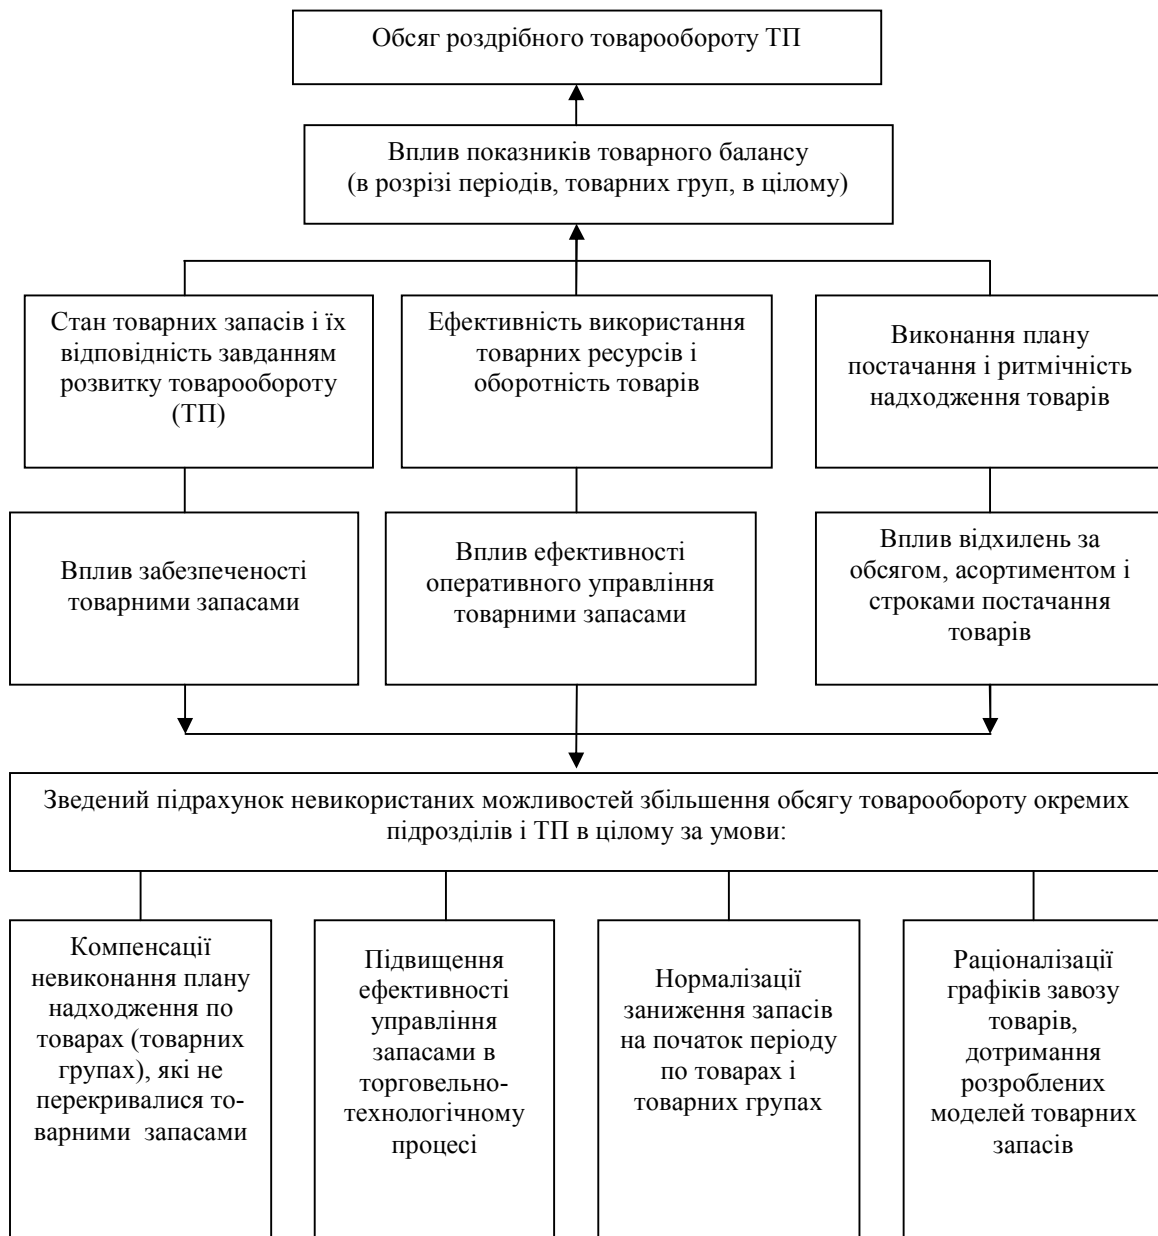 Обсяг роздрібного товарообороту ТП
Вплив показників товарного балансу
(в розрізі періодів, товарних груп, в цілому)
Стан товарних запасів і їх
відповідність завданням
розвитку товарообороту
(ТП)
Ефективність використання
товарних ресурсів і
оборотність товарів
Виконання плану
постачання і ритмічність
надходження товарів
Вплив забезпеченості
товарними запасами
Вплив ефективності
оперативного управління
товарними запасами
Вплив відхилень за
обсягом, асортиментом і
строками постачання
товарів
Зведений підрахунок невикористаних можливостей збільшення обсягу товарообороту окремих
підрозділів і ТП в цілому за умови:
Компенсації
невиконання плану
надходження по
товарах (товарних
групах), які не
перекривалися то-
варними запасами
Підвищення
ефективності
управління
запасами в
торговельно-
технологічному
процесі
Нормалізації
заниження запасів
на початок періоду
по товарах і
товарних групах
Раціоналізації
графіків завозу
товарів,
дотримання
розроблених
моделей товарних
запасів